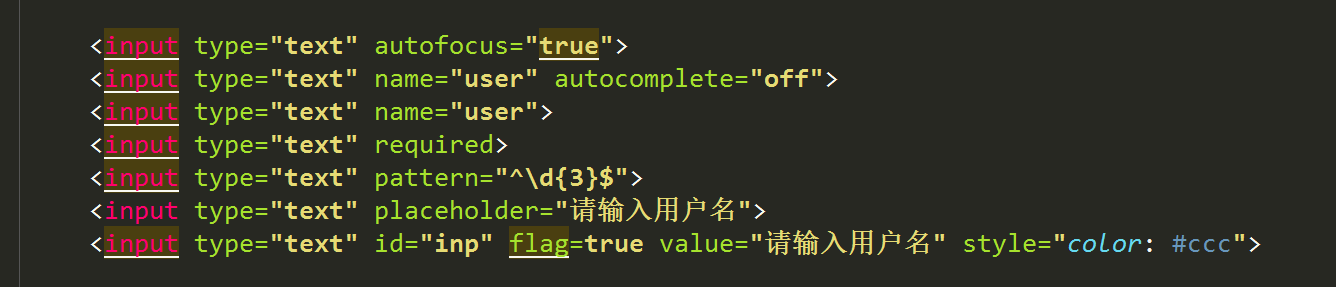 <input type="text" autofocus="true">
<input type="text" name="user" autocomplete="off">
<input type="text" name="user">
<input type="text" required>
<input type="text" pattern="^\d{3}$">
<input type="text" placeholder="请输入用户名">
<input type="text" id="inp" flag=true value="请输入用户名" style="color: #ccc">